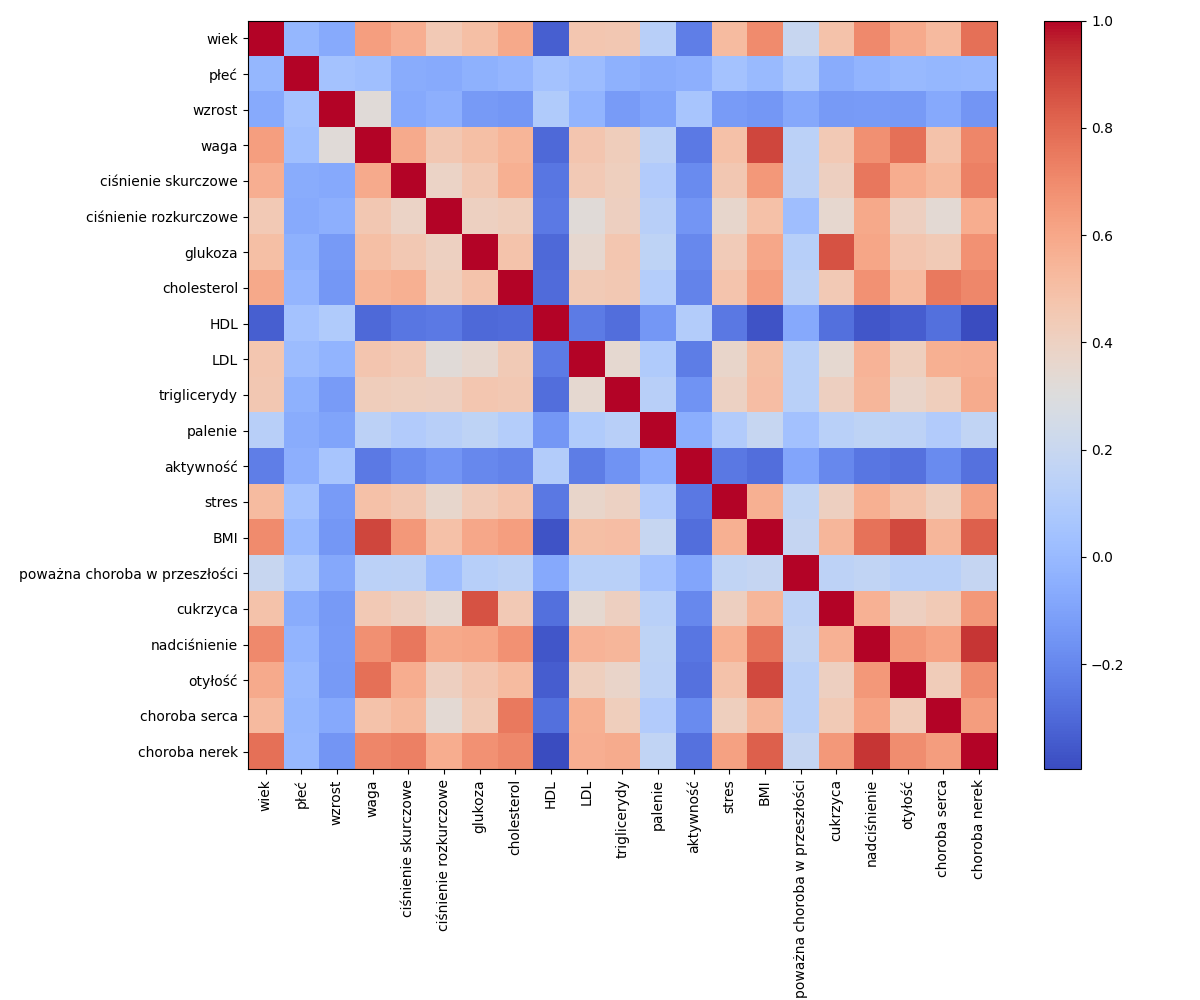 wiek
płeć
wzrost
waga
ciśnienie skurczowe
ciśnienie rozkurczowe
glukoza
cholesterol
HDL
LDL
triglicerydy
palenie
aktywność
stres
BMI
poważna choroba w przeszłości
cukrzyca
nadciśnienie
otyłość
choroba serca
choroba nerek
wiek
płeć
wzrost
waga
ciśnienie skurczowe
ciśnienie rozkurczowe
glukoza
cholesterol
HDL
LDL
triglicerydy
palenie
aktywność
stres
BMI
poważna choroba w przeszłości
cukrzyca
nadciśnienie
otyłość
choroba serca
choroba nerek
1.0
0.8
0.6
0.4
0.2
0.0
−0.2